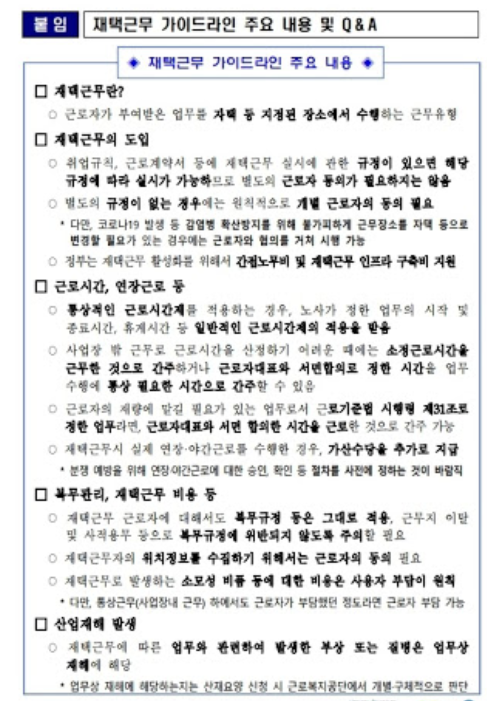 붙임
재택근무 가이드라인 주요 내용 및 Q&A
◈ 재택근무 가이드라인 주요 내용 ◈
□ 재택근무란?
○ 근로자가 부여받은 업무를 자택 등 지정된 장소에서 수행하는 근무유형
□ 재택근무의 도입
○ 취업규칙, 근로계약서 등에 재택근무 실시에 관한 규정이 있으면 해당
규정에 따라 실시가 가능하므로 별도의 근로자 동의가 필요하지는 않음
○ 별도의 규정이 없는 경우에는 원칙적으로 개별 근로자의 동의 필요
* 다만, 코로나19 발생 등 감염병 확산방지를 위해 불가피하게 근무장소를 자택 등으로
변경할 필요가 있는 경우에는 근로자와 협의를 거쳐 시행 가능
○ 정부는 재택근무 활성화를 위해서 간접노무비 및 재택근무 인프라 구축비 지원
□ 근로시간, 연장근로 등
○ 통상적인 근로시간제를 적용하는 경우, 노사가 정한 업무의 시작 및
종료시간, 휴게시간 등 일반적인 근로시간제의 적용을 받음
○ 사업장 밖 근무로 근로시간을 산정하기 어려운 때에는 소정근로시간을
근무한 것으로 간주하거나 근로자대표와 서면합의로 정한 시간을 업무
수행에 통상 필요한 시간으로 간주할 수 있음
○ 근로자의 재량에 맡길 필요가 있는 업무로서 근로기준법 시행령 제31조로
정한 업무라면, 근로자대표와 서면 합의한 시간을 근로한 것으로 간주 가능
○ 재택근무시 실제 연장·야간근로를 수행한 경우, 가산수당을 추가로 지급
* 분쟁 예방을 위해 연장·야간근로에 대한 승인, 확인 등 절차를 사전에 정하는 것이 바람직
□ 복무관리, 재택근무 비용 등
○ 재택근무 근로자에 대해서도 복무규정 등은 그대로 적용, 근무지 이탈
및 사적용무 등으로 복무규정에 위반되지 않도록 주의할 필요
○ 재택근무자의 위치정보를 수집하기 위해서는 근로자의 동의 필요
○ 재택근무로 발생하는 소모성 비품 등에 대한 비용은 사용자 부담이 원칙
* 다만, 통상근무(사업장내 근무) 하에서도 근로자가 부담했던 정도라면 근로자 부담 가능
□ 산업재해 발생
○ 재택근무에 따른 업무와 관련하여 발생한 부상 또는 질병은 업무상
재해에 해당
* 업무상 재해에 해당하는지는 산재요양 신청 시 근로복지공단에서 개별·구체적으로 판단